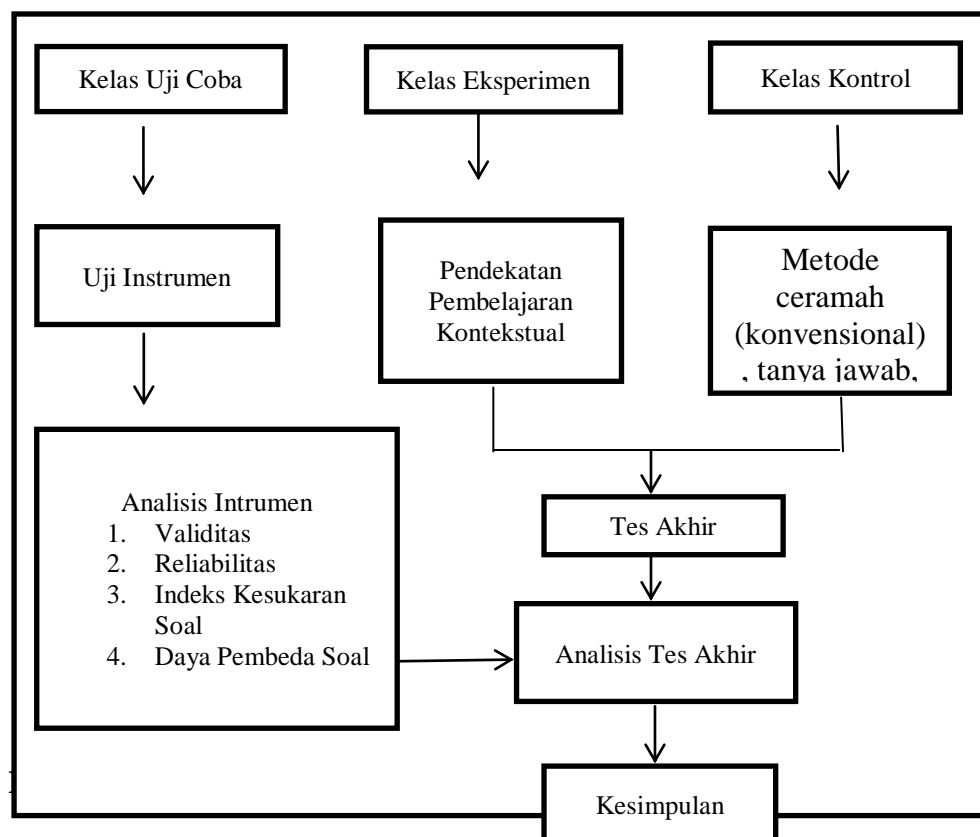 Kelas Uji Coba
Kelas Eksperimen
Kelas Kontrol
Uji Instrumen
Pendekatan
Pembelajaran
Kontekstual
Metode
ceramah
(konvensional)
, tanya jawab,
Analisis Intrumen
1. Validitas
2. Reliabilitas
3. Indeks Kesukaran
Soal
4. Daya Pembeda Soal
Tes Akhir
Analisis Tes Akhir
Kesimpulan